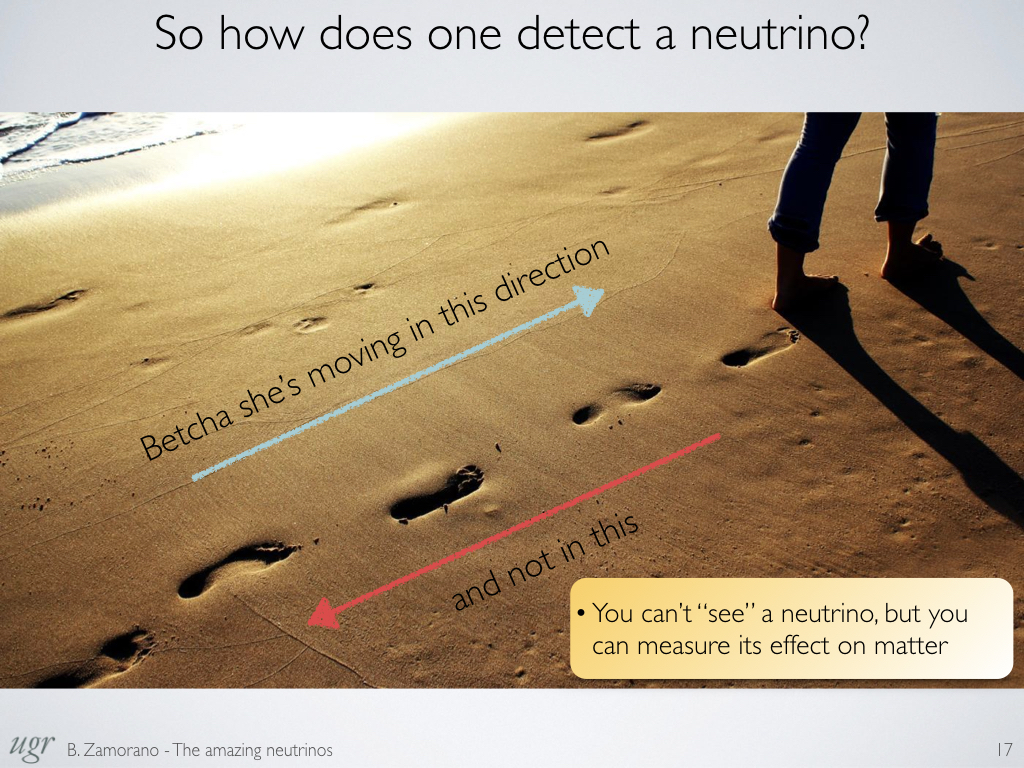 So how does one detect a neutrino?
Betcha she's moving in this direction
and not in this
• You can't “see” a neutrino, but you
can measure its effect on matter
ugr B. Zamorano - The amazing neutrinos 17